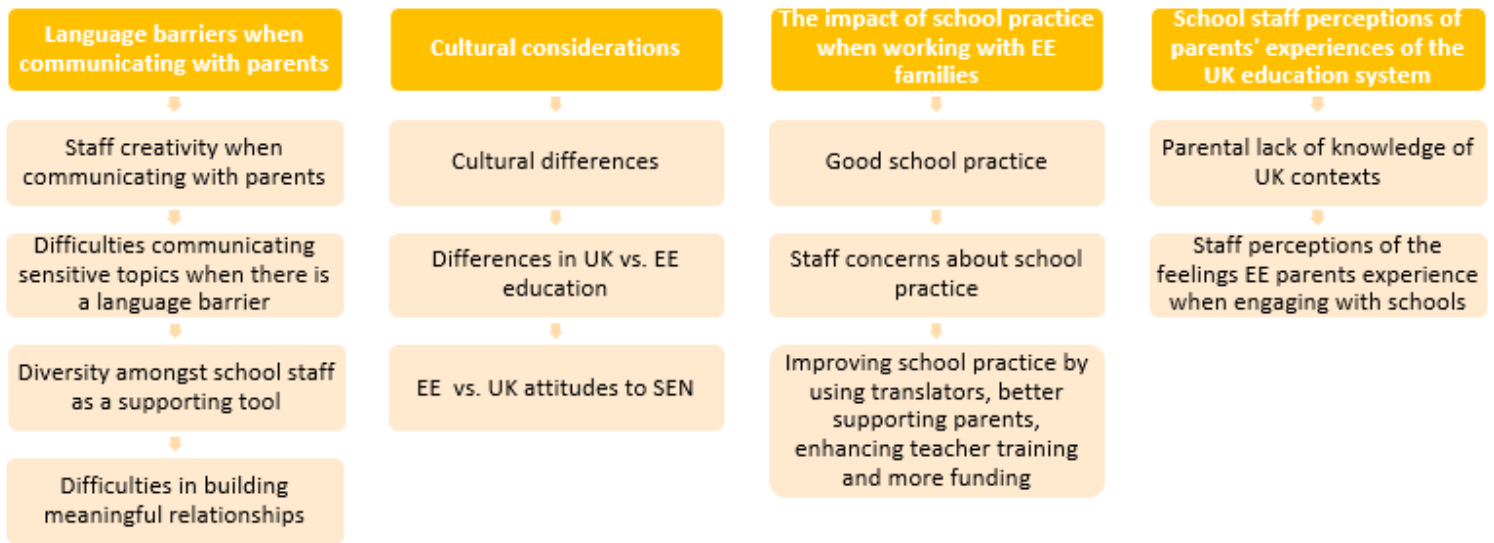 Language barriers when
communicating with parents
Staff creativity when
communicating with parents
Difficulties communicating
sensitive topics when there is
a language barrier
Diversity amongst school staff
as a supporting tool
Difficulties in building
meaningful relationships
Cultural considerations
Cultural differences
Differences in UK vs. EE
education
EE vs. UK attitudes to SEN
The impact of school practice
when working with EE
families
Good school practice
Staff concerns about school
practice
Improving school practice by
using translators, better
supporting parents,
enhancing teacher training
and more funding
School staff perceptions of
parents' experiences of the
UK education system
Parental lack of knowledge of
UK contexts
Staff perceptions of the
feelings EE parents experience
when engaging with schools